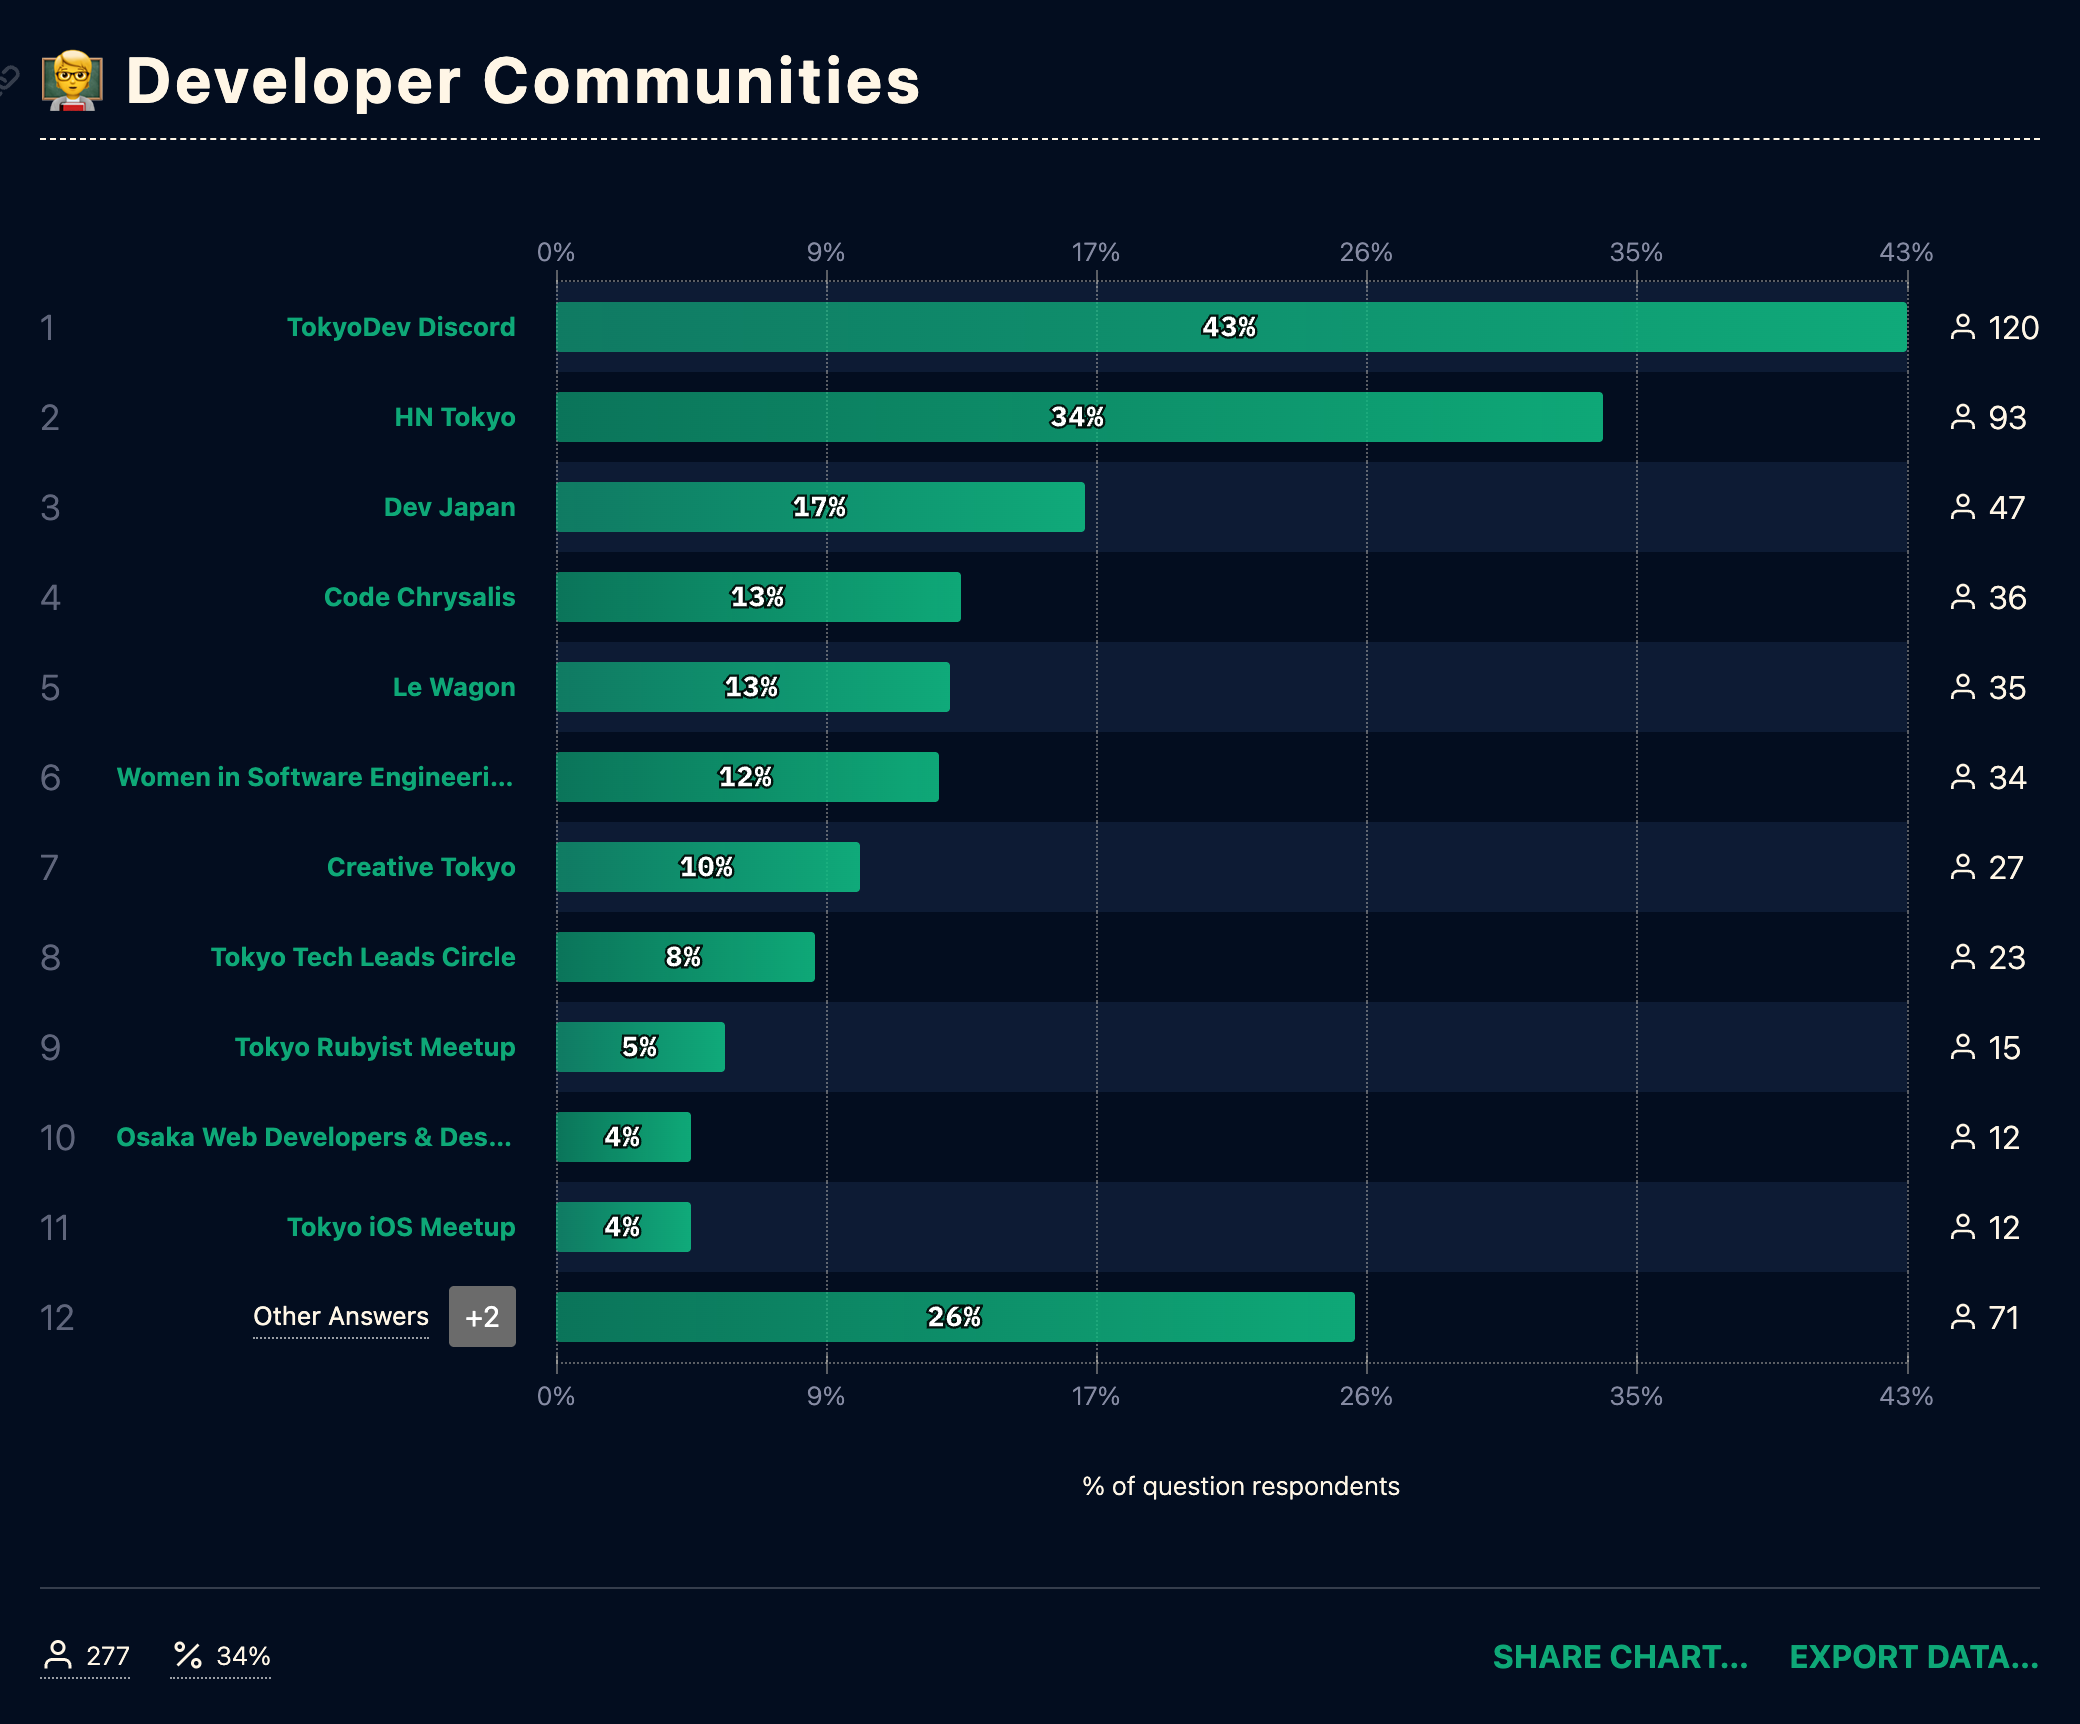 Developer Communities
0% 9% 17% 26% 35% 43%
1 TokyoDev Discord 43% 120
2 HN Tokyo 34% 93
3 Dev Japan 17% 47
4 Code Chrysalis 13% 36
5 Le Wagon 13% 35
6 Women in Software Engineeri... 12% 34
7 Creative Tokyo 10% 27
8 Tokyo Tech Leads Circle 8% 23
9 Tokyo Rubyist Meetup 5% 15
10 Osaka Web Developers & Des... 4% 12
11 Tokyo iOS Meetup 4% 12
12 Other Answers +2 26% 71
0% 9% 17% 26% 35% 43%
% of question respondents
277 % 34% SHARE CHART... EXPORT DATA...